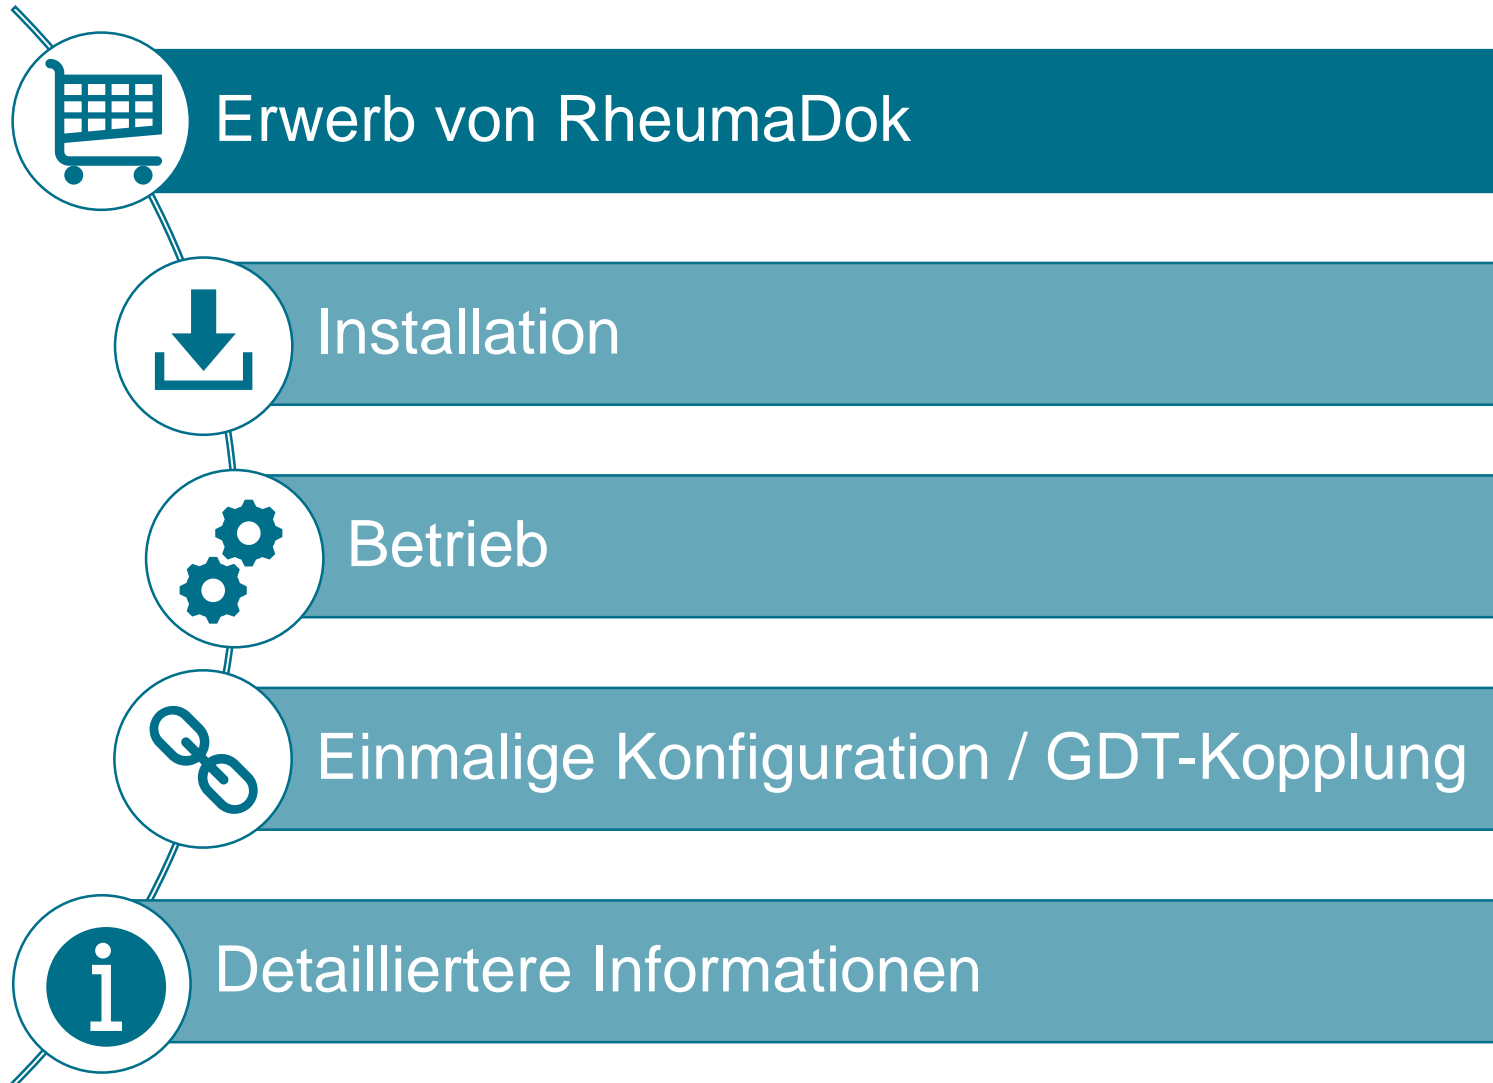 Erwerb von RheumaDok
Installation
Betrieb
Einmalige Konfiguration / GDT-Kopplung
Detailliertere Informationen